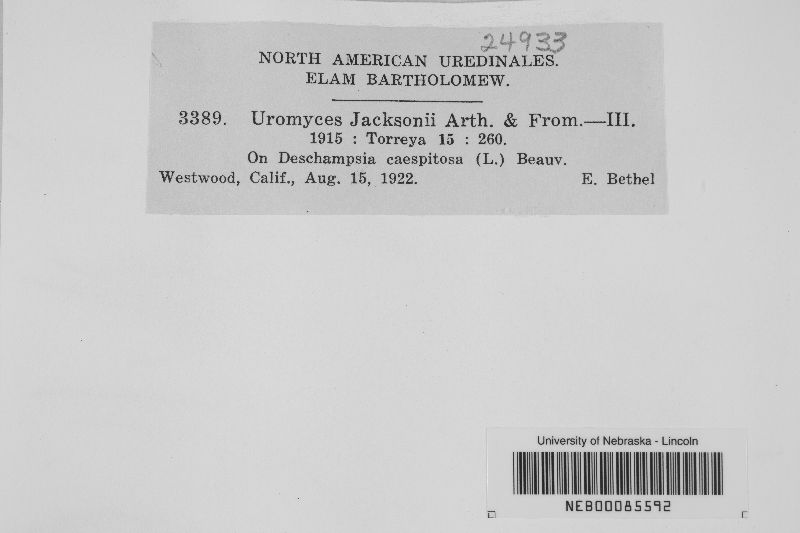 24933
NORTH AMERICAN UREDINALES.
ELAM BARTHOLOMEW.
3389. Uromyces Jacksonii Arth. & From.—III.
1915 : Torreya 15 : 260.
On Deschampsia caespitosa (L.) Beauv.
Westwood, Calif., Aug. 15, 1922. E. Bethel
University of Nebraska - Lincoln
NEB00085592